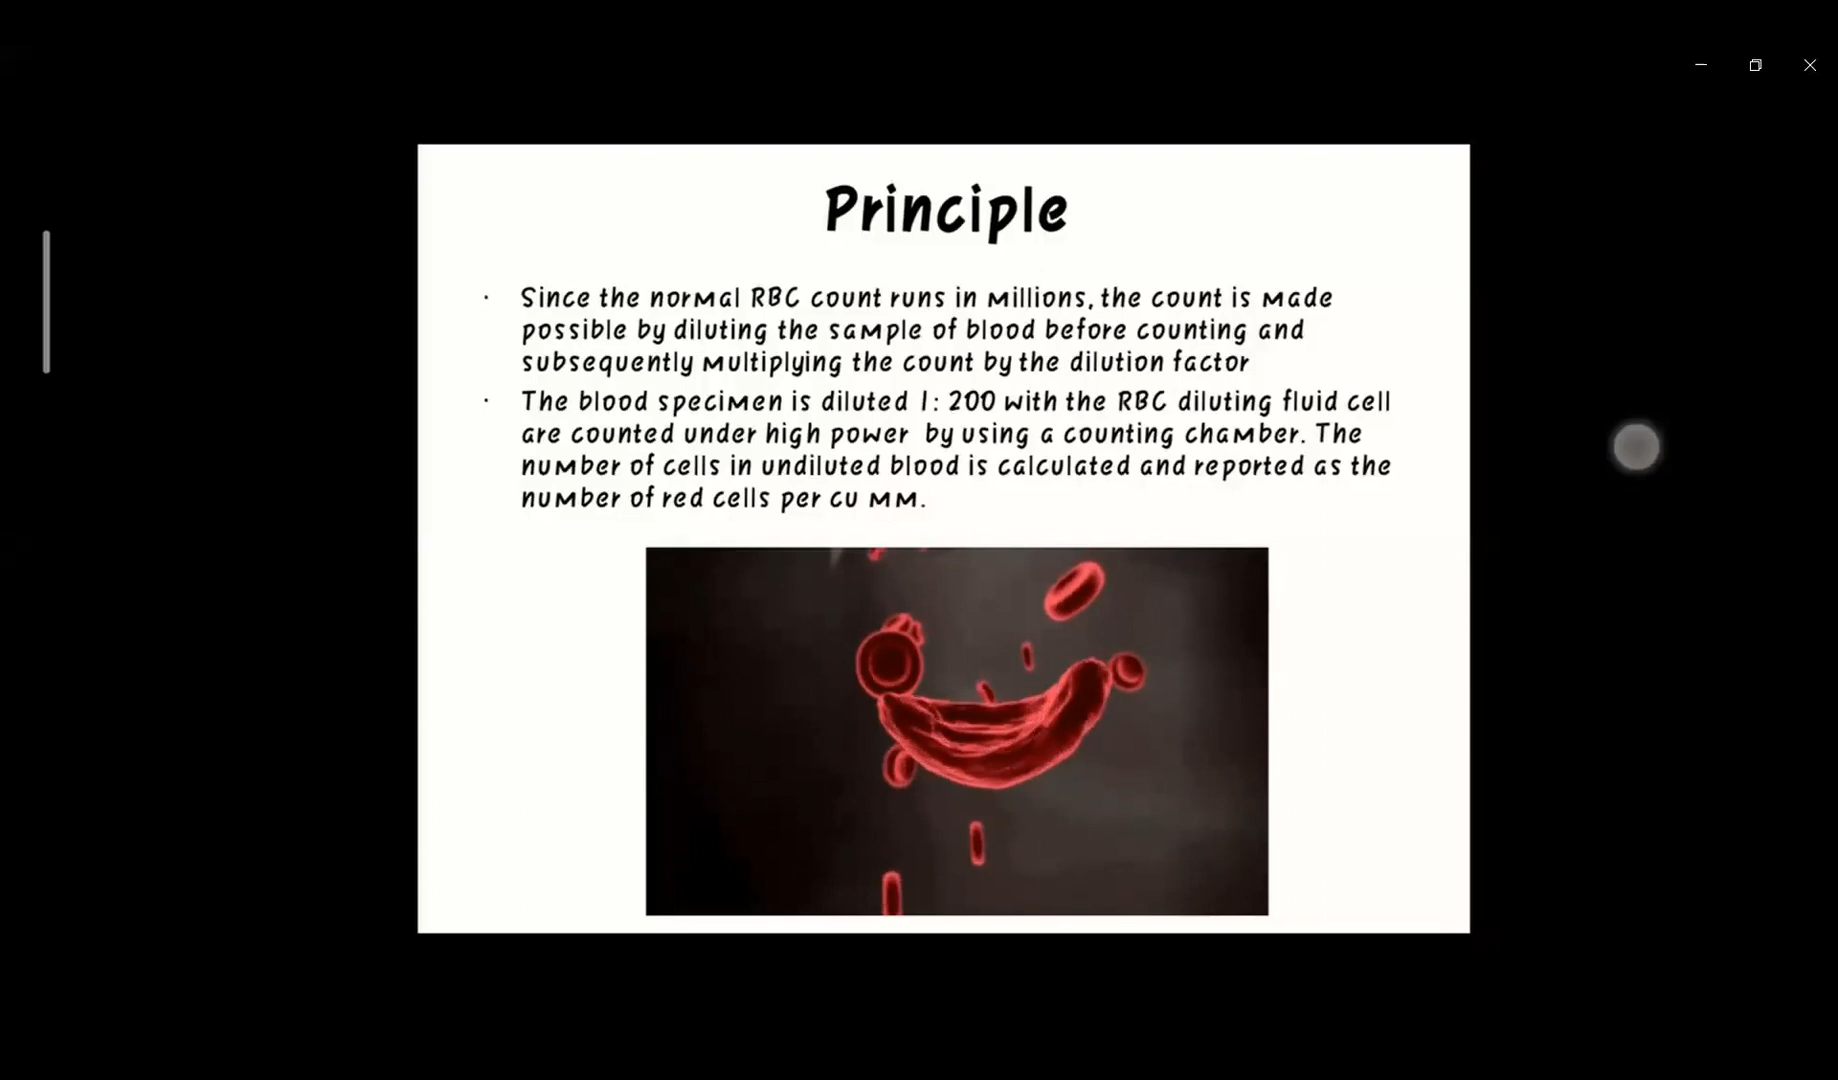 Principle
· Since the normal RBC count runs in millions, the count is made
possible by diluting the sample of blood before counting and
subsequently multiplying the count by the dilution factor
· The blood specimen is diluted 1: 200 with the RBC diluting fluid cell
are counted under high power by using a counting chamber. The
number of cells in undiluted blood is calculated and reported as the
number of red cells per cu mm.